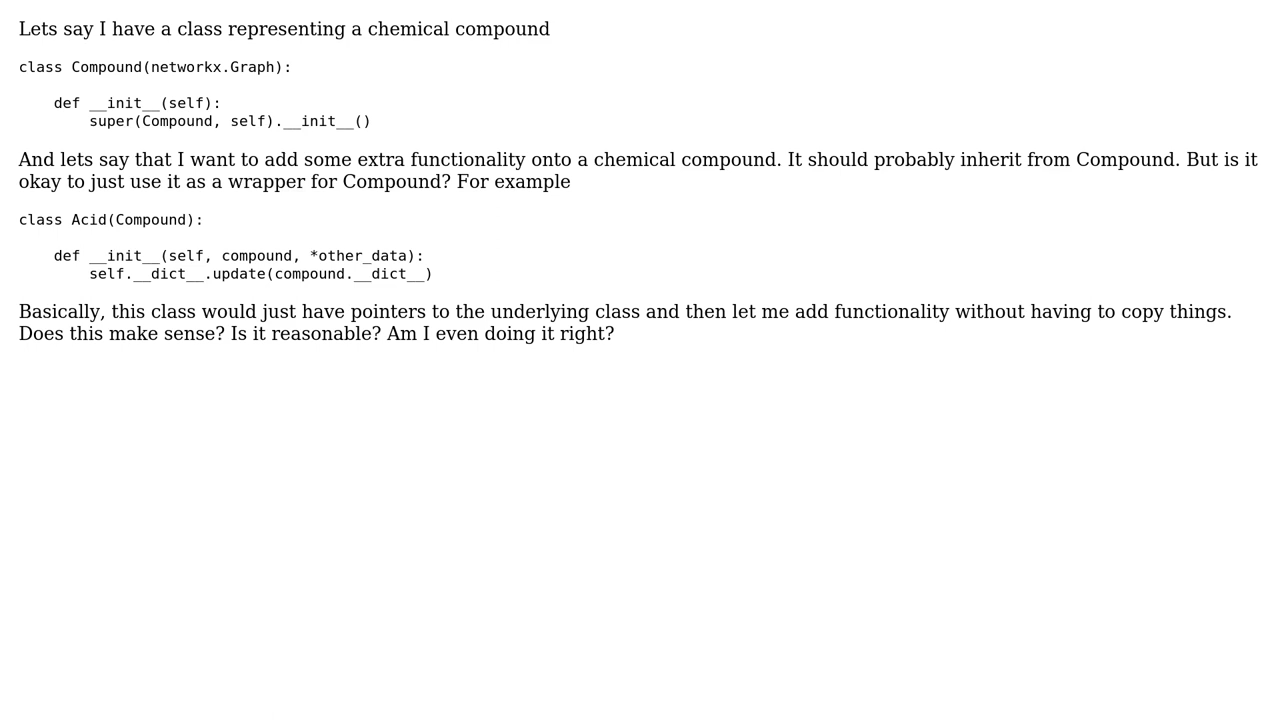 Lets say I have a class representing a chemical compound
class Compound(networkx.Graph):
    def __init__(self):
        super(Compound, self).__init__()
And lets say that I want to add some extra functionality onto a chemical compound. It should probably inherit from Compound. But is it
okay to just use it as a wrapper for Compound? For example
class Acid(Compound):
    def __init__(self, compound, *other_data):
        self.__dict__.update(compound.__dict__)
Basically, this class would just have pointers to the underlying class and then let me add functionality without having to copy things.
Does this make sense? Is it reasonable? Am I even doing it right?